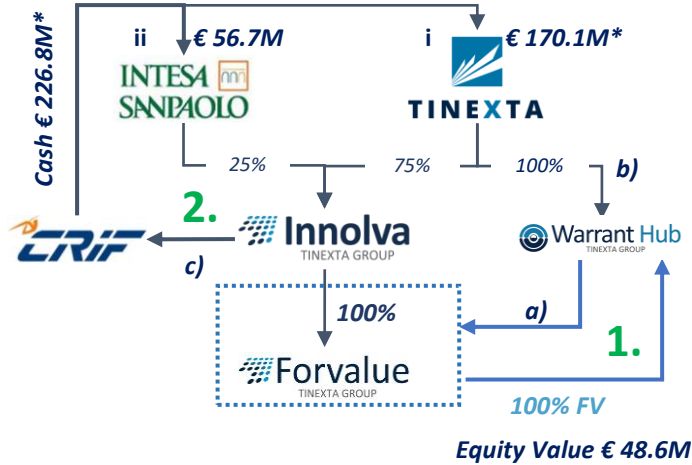 ii € 56.7M
i € 170.1M*
INTESA
SANPAOLO
TINEXTA
Cash € 226.8M*
25%
75%
100%
b)
2.
CRIF
Innolva
TINEXTA GROUP
Warrant Hub
TINEXTA GROUP
c)
100%
a)
1.
Forvalue
TINEXTA GROUP
100% FV
Equity Value € 48.6M